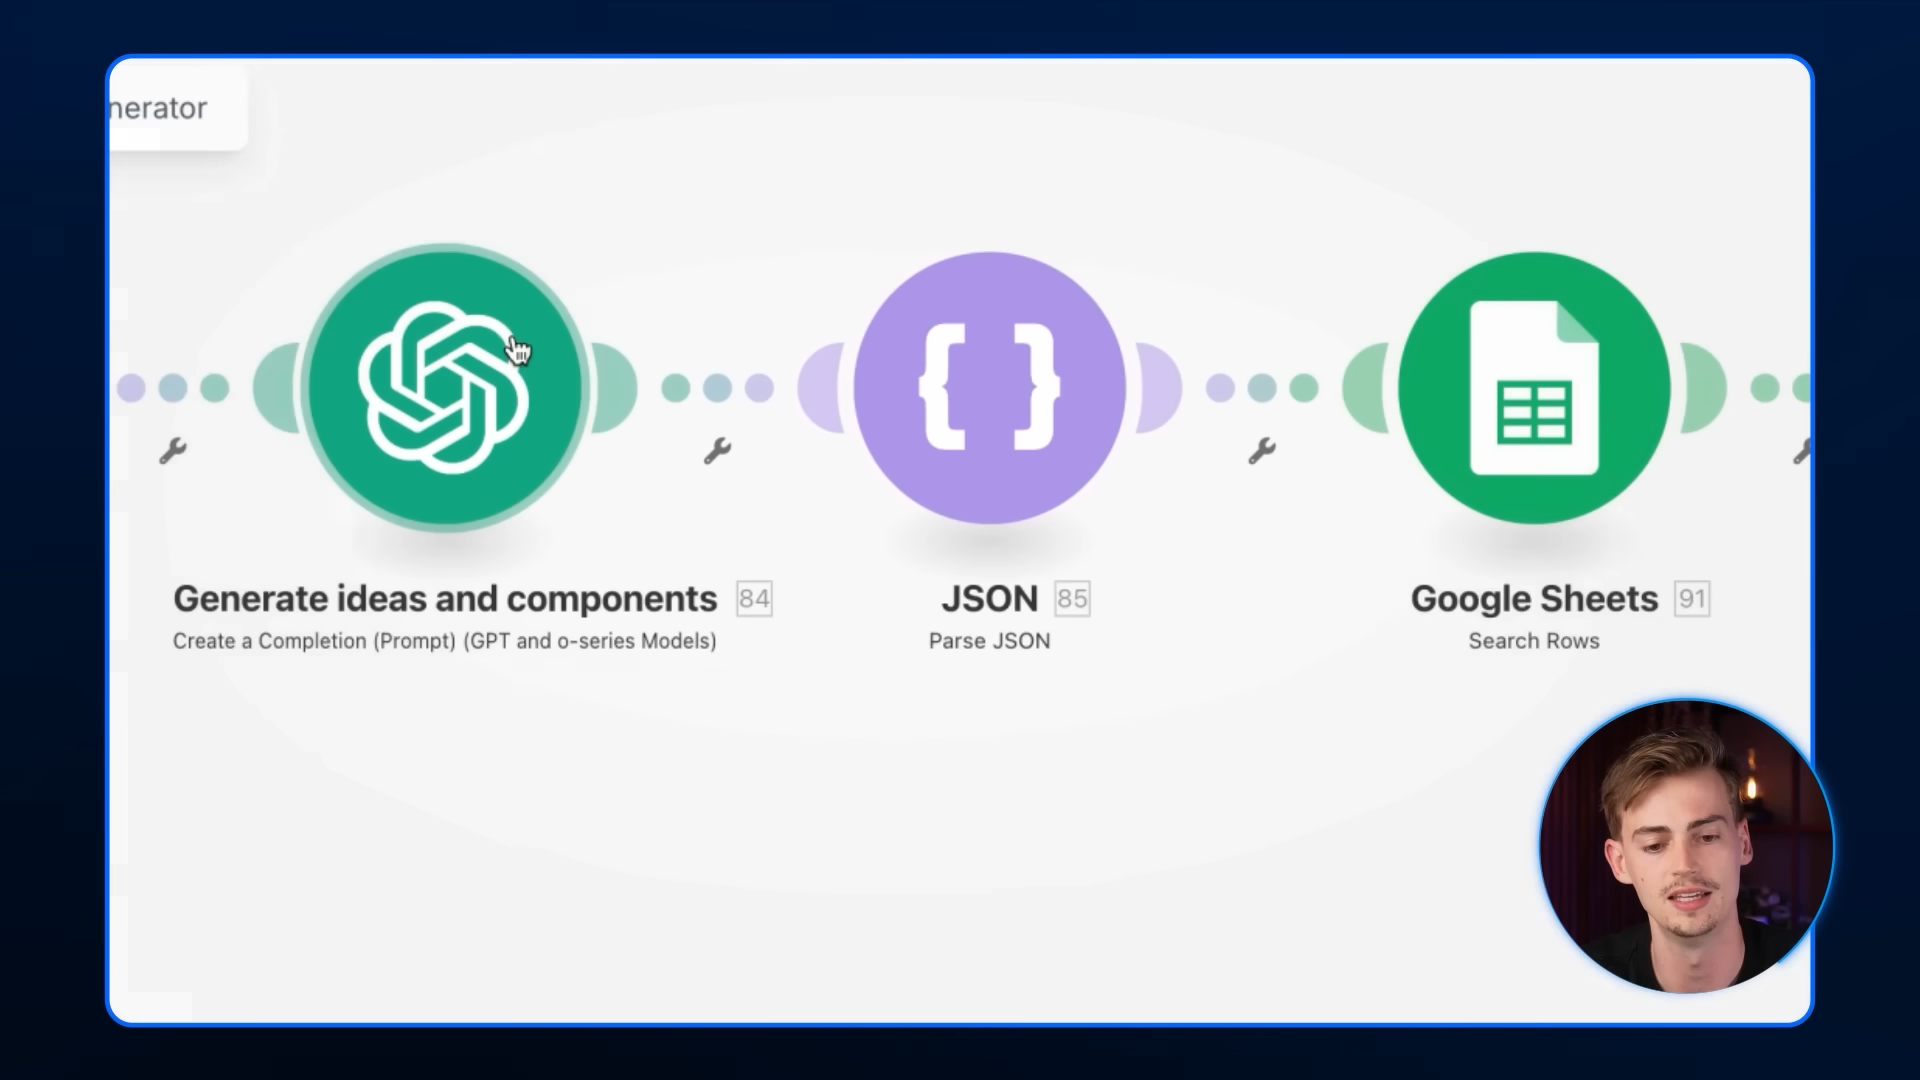 nerator
Generate ideas and components 84
Create a Completion (Prompt) (GPT and o-series Models)
JSON 85
Parse JSON
Google Sheets 91
Search Rows